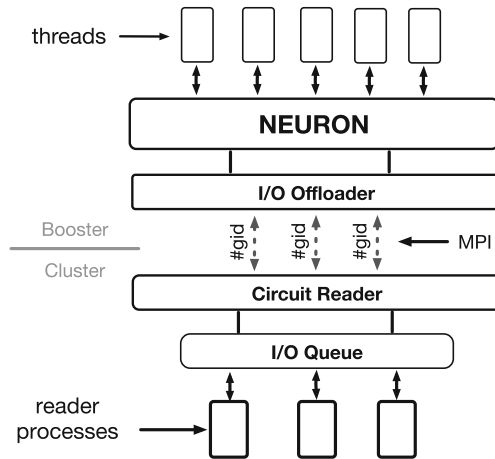 threads
NEURON
I/O Offloader
Booster
#gid
#gid
#gid
MPI
Cluster
Circuit Reader
I/O Queue
reader
processes